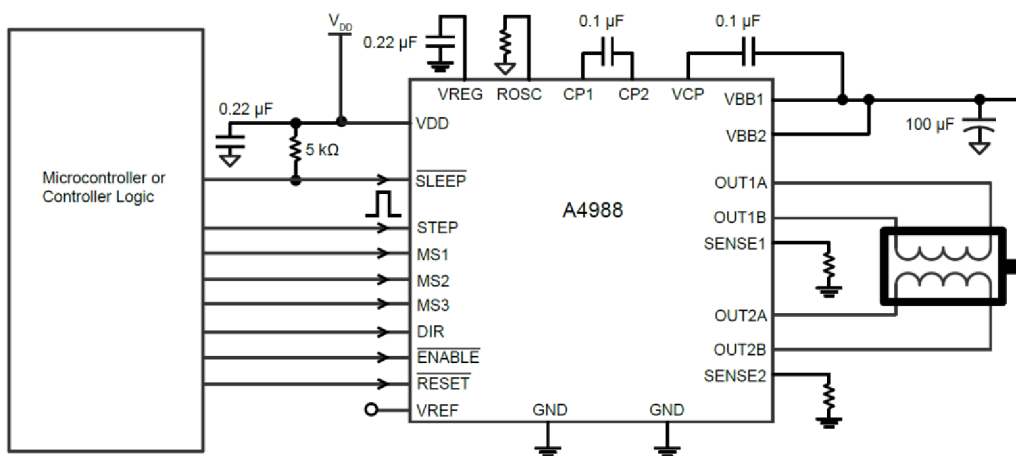 V_DD
0.22 µF
0.1 µF
0.1 µF
VREG
ROSC
CP1
CP2
VCP
VBB1
0.22 µF
VDD
5 kΩ
VBB2
100 µF
Microcontroller or
Controller Logic
SLEEP
OUT1A
A4988
STEP
OUT1B
MS1
SENSE1
MS2
MS3
OUT2A
DIR
OUT2B
ENABLE
SENSE2
RESET
VREF
GND
GND